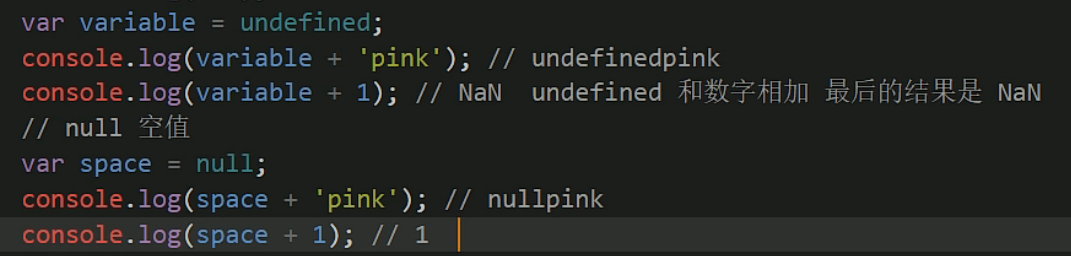 var variable = undefined;
console.log(variable + 'pink'); // undefinedpink
console.log(variable + 1); // NaN  undefined 和数字相加 最后的结果是 NaN
// null 空值
var space = null;
console.log(space + 'pink'); // nullpink
console.log(space + 1); // 1